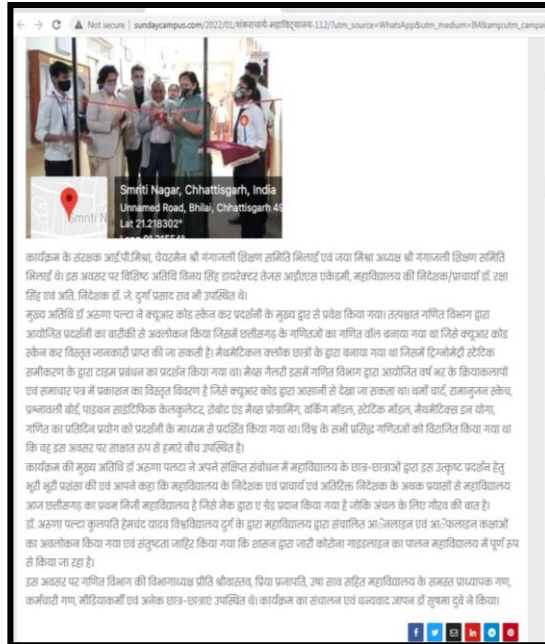 Not secure | sundaycampus.com/2022/01/शंकराचार्य-महाविद्यालय-112/?utm_source=WhatsApp&utm_medium=IM&amp;utm_campai
Smriti Nagar, Chhattisgarh, India
Unnamed Road, Bhilai, Chhattisgarh 49
Lat 21.218302°
Smriti N
कार्यक्रम के संरक्षक आई.पी.मिश्रा, चेयरमेन श्री गंगाजली शिक्षण समिति भिलाई एवं जया मिश्रा अध्यक्ष श्री गंगाजली शिक्षण समिति
भिलाई थे। इस अवसर पर विशिष्ट अतिथि विनय सिंह डायरेक्टर तेजस आईएएस एकेडमी, महाविद्यालय की निदेशक/प्राचार्या डॉ. रक्षा
सिंह एवं अति. निदेशक डॉ. जे. दुर्गा प्रसाद राव भी उपस्थित थे।
मुख्य अतिथि डॉ अरुणा पल्टा ने क्यूआर कोड स्केन कर प्रदर्शनी के मुख्य द्वार से प्रवेश किया गया। तत्पश्चात गणित विभाग द्वारा
आयोजित प्रदर्शनी का बारीकी से अवलोकन किया जिसमें छत्तीसगढ़ के गणितज्ञों का गणित वॉल बनाया गया था जिसे क्यूआर कोड
स्केन कर विस्तृत जानकारी प्राप्त की जा सकती है। मैथमेटिकल क्लॉक छात्रों के द्वारा बनाया गया था जिसमें ट्रिग्नोमेट्री स्टेटिक
समीकरण के द्वारा टाइम प्रबंधन का प्रदर्शन किया गया था। मेथ्स गैलरी इसमें गणित विभाग द्वारा आयोजित वर्ष भर के क्रियाकालापों
एवं समाचार पत्र में प्रकाशन का विस्तृत विवरण है जिसे क्यूआर कोड द्वारा आसानी से देखा जा सकता था। थर्मो चार्ट, रामानुजन स्केच,
प्रश्नावली बोर्ड, पाइथन साइंटिफिक केलकुलेटर, रोबोट एंड मैथ्स प्रोग्रामिंग, वर्किंग मॉडल, स्टेटिक मॉडल, मैथमेटिक्स इन योगा,
गणित का प्रतिदिन प्रयोग को प्रदर्शनी के माध्यम से प्रदर्शित किया गया था। विश्व के सभी प्रसिद्ध गणितज्ञों को विराजित किया गया था
कि वह इस अवसर पर साक्षात रुप से हमारे बीच उपस्थित है।
कार्यक्रम की मुख्य अतिथि डॉ अरुणा पल्टा ने अपने संक्षिप्त संबोधन में महाविद्यालय के छात्र-छात्राओं द्वारा इस उत्कृष्ट प्रदर्शन हेतु
भूरी भूरी प्रशंसा की एवं आपने कहा कि महाविद्यालय के निदेशक एवं प्राचार्य एवं अतिरिक्त निदेशक के अथक प्रयासों से महाविद्यालय
आज छत्तीसगढ़ का प्रथम निजी महाविद्यालय है जिसे नेक द्वारा ए ग्रेड प्रदान किया गया है जोकि अंचल के लिए गौरव की बात है।
डॉ. अरूणा पल्टा कुलपति हेमचंद यादव विश्वविद्यालय दुर्ग के द्वारा महाविद्यालय द्वारा संचालित आॅनलाइन एवं आॅफलाइन कक्षाओं
का अवलोकन किया गया एवं संतुष्टता जाहिर किया गया कि शासन द्वारा जारी कोरोना गाइडलाइन का पालन महाविद्यालय में पूर्ण रूप
से किया जा रहा है।
इस अवसर पर गणित विभाग की विभागाध्यक्ष प्रीति श्रीवास्तव, प्रिया प्रजापति, उषा साव सहित महाविद्यालय के समस्त प्राध्यापक गण,
कर्मचारी गण, मीडियाकर्मी एवं अनेक छात्र-छात्राएं उपस्थित थे। कार्यक्रम का संचालन एवं धन्यवाद ज्ञापन डॉ सुषमा दुबे ने किया।